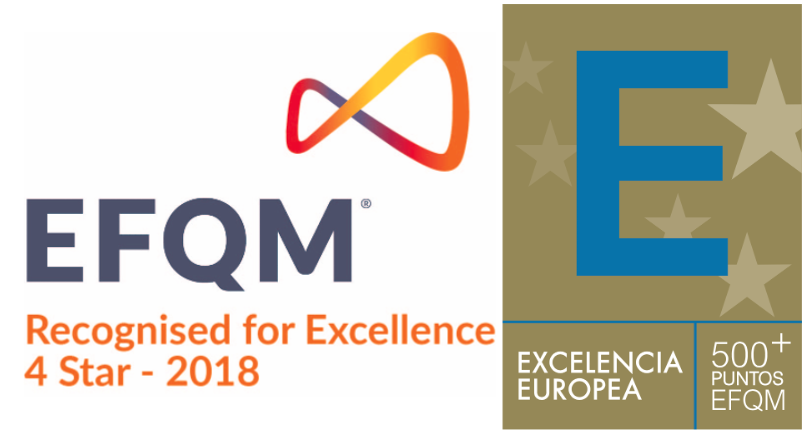 EFQM®
Recognised for Excellence
4 Star - 2018
E
EXCELENCIA
EUROPEA
500+
PUNTOS
EFQM